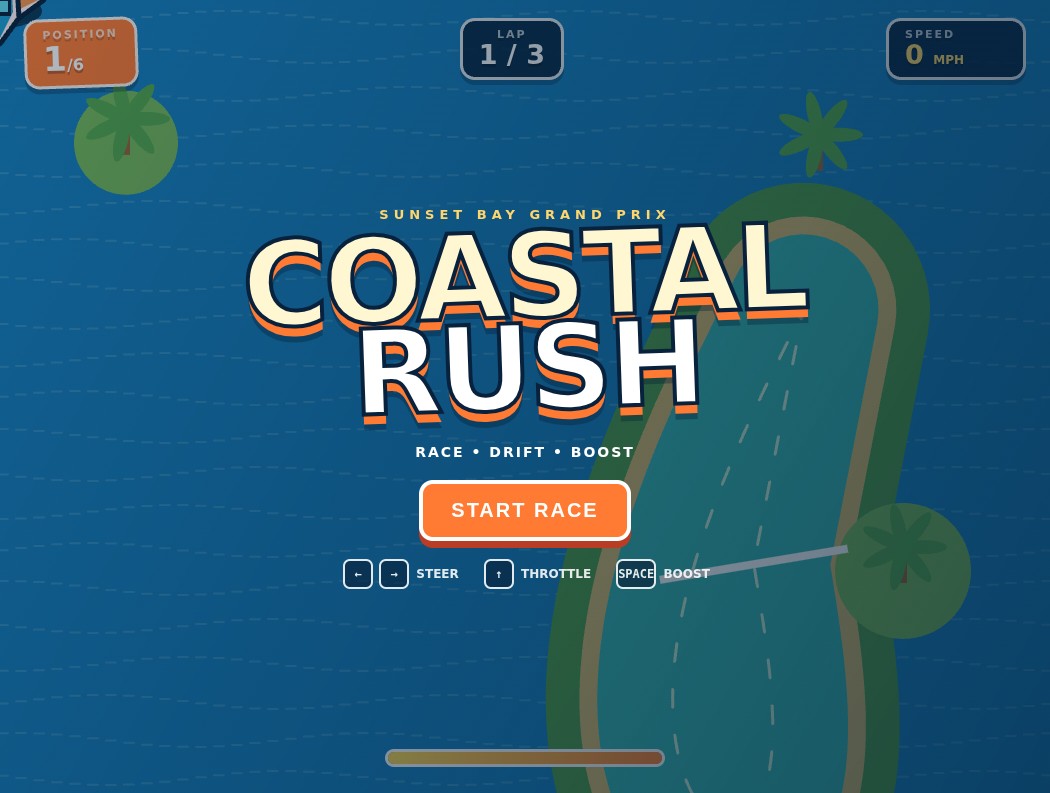 POSITION
1/6
LAP
1 / 3
SPEED
0 MPH
SUNSET BAY GRAND PRIX
COASTAL
RUSH
RACE • DRIFT • BOOST
START RACE
← → STEER ↑ THROTTLE SPACE BOOST